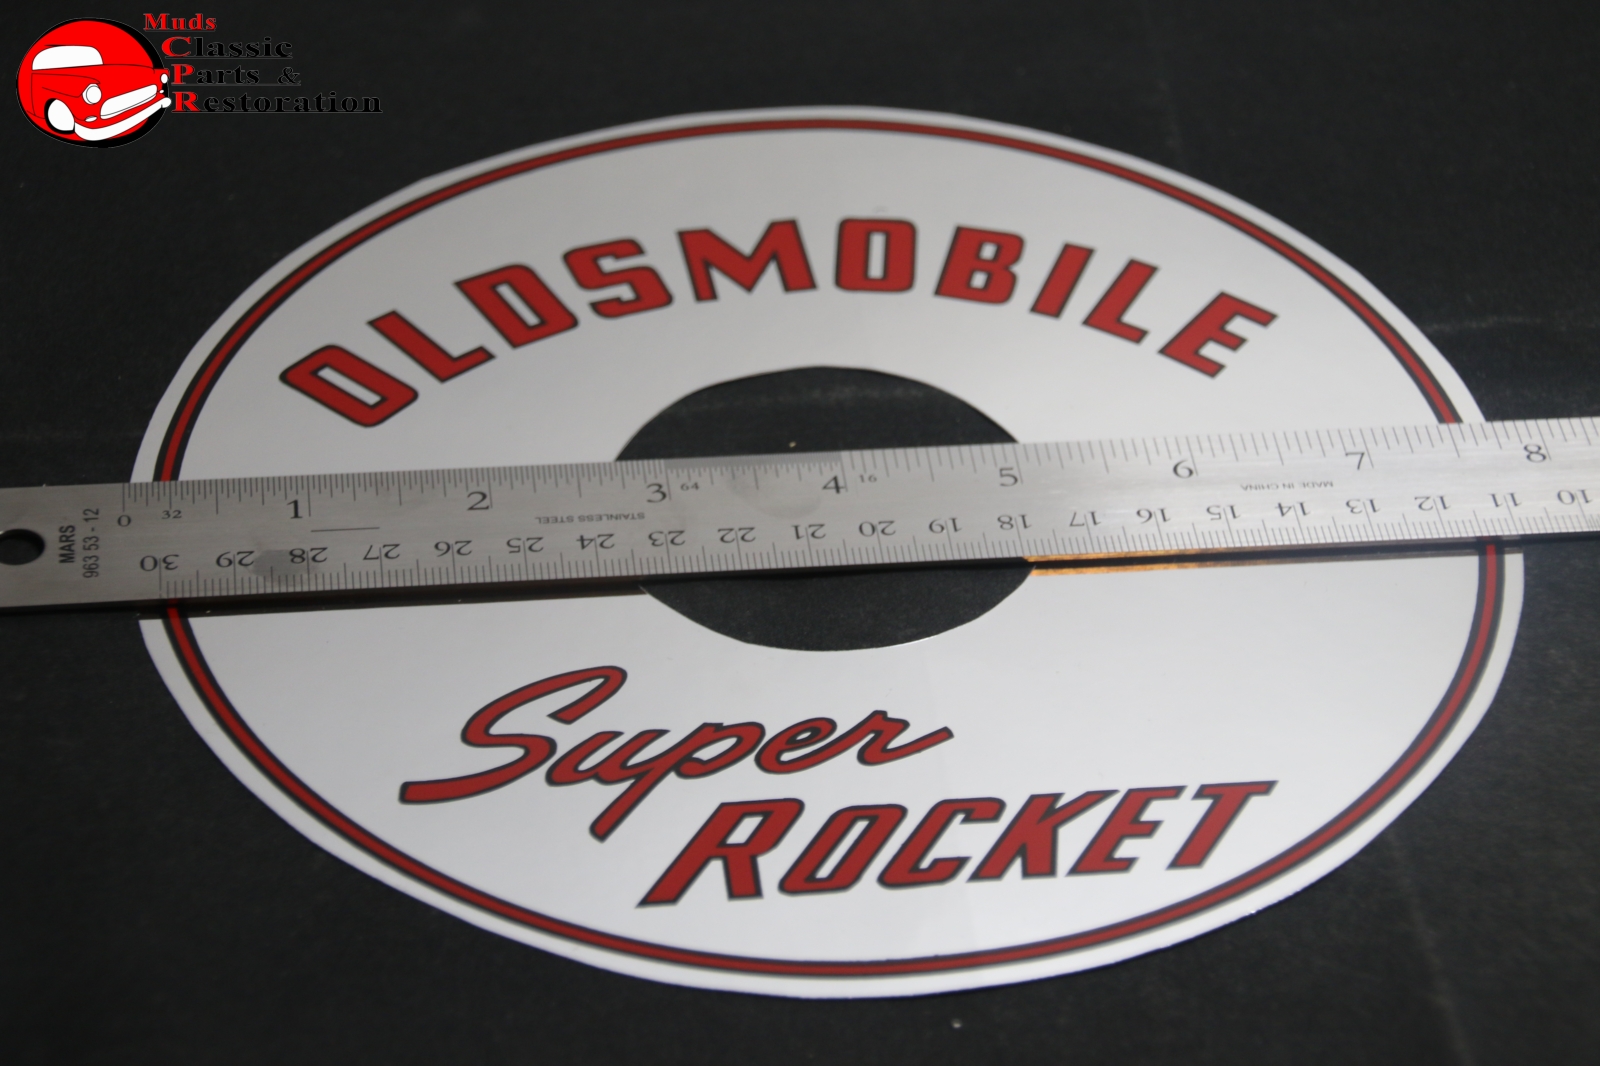 Muds
Classic
Parts &
Restoration
OLDSMOBILE
MARS
963 53 - 12
0 32 1 2 3 64 4 16 5 6 7 8
STAINLESS STEEL
MADE IN CHINA
30 29 28 27 26 25 24 23 22 21 20 19 18 17 16 15 14 13 12 11 10
Super
ROCKET